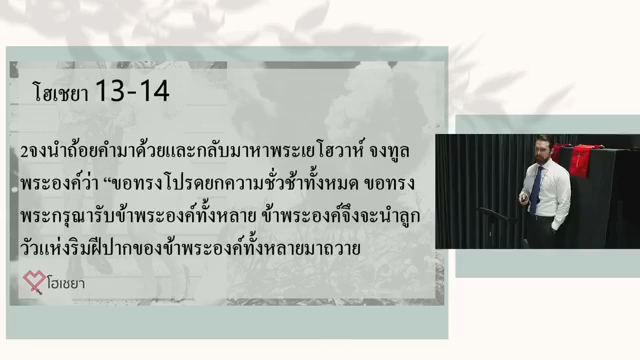 โฮเชยา 13-14
2จงนำถ้อยคำมาด้วยและกลับมาหาพระเยโฮวาห์ จงทูล
พระองค์ว่า “ขอทรงโปรดยกความชั่วช้าทั้งหมด ขอทรง
พระกรุณารับข้าพระองค์ทั้งหลาย ข้าพระองค์จึงจะนำลูก
วัวแห่งริมฝีปากของข้าพระองค์ทั้งหลายมาถวาย
โฮเชยา